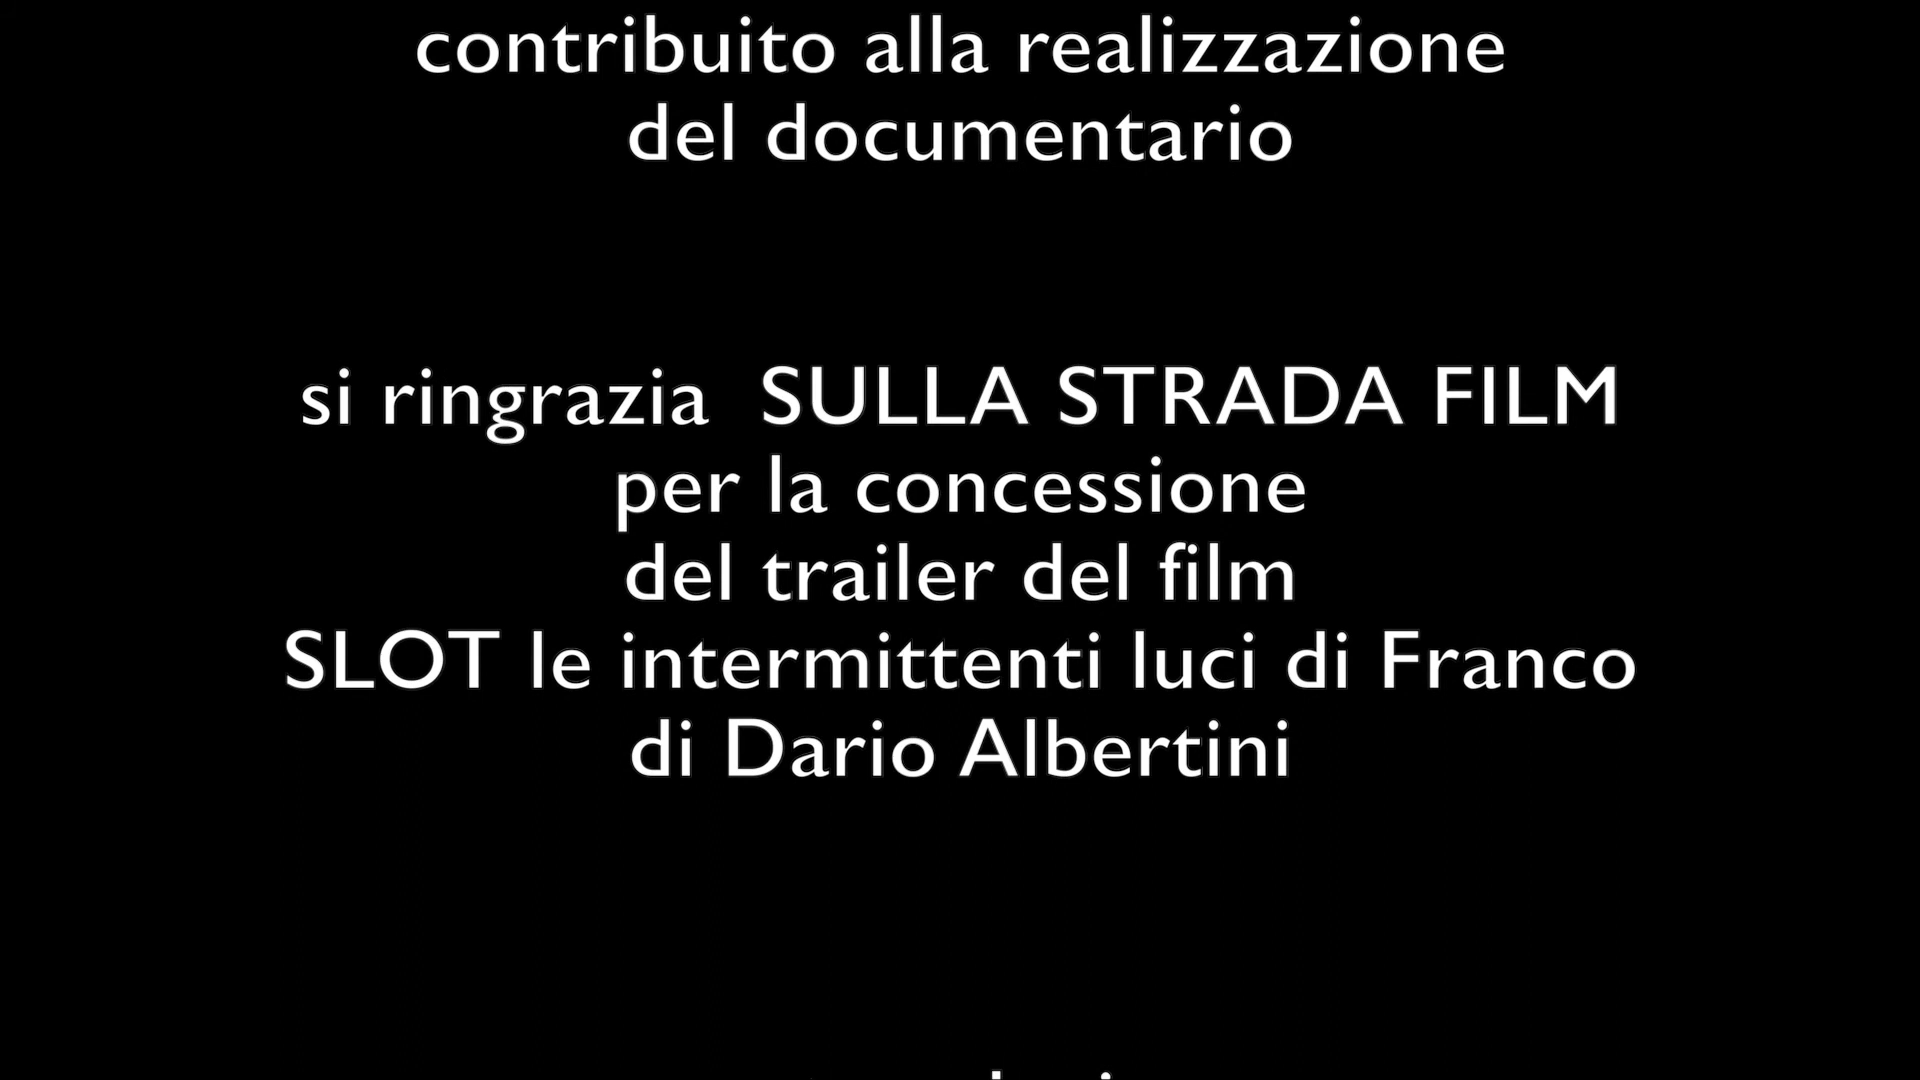 contribuito alla realizzazione
del documentario
si ringrazia SULLA STRADA FILM
per la concessione
del trailer del film
SLOT le intermittenti luci di Franco
di Dario Albertini